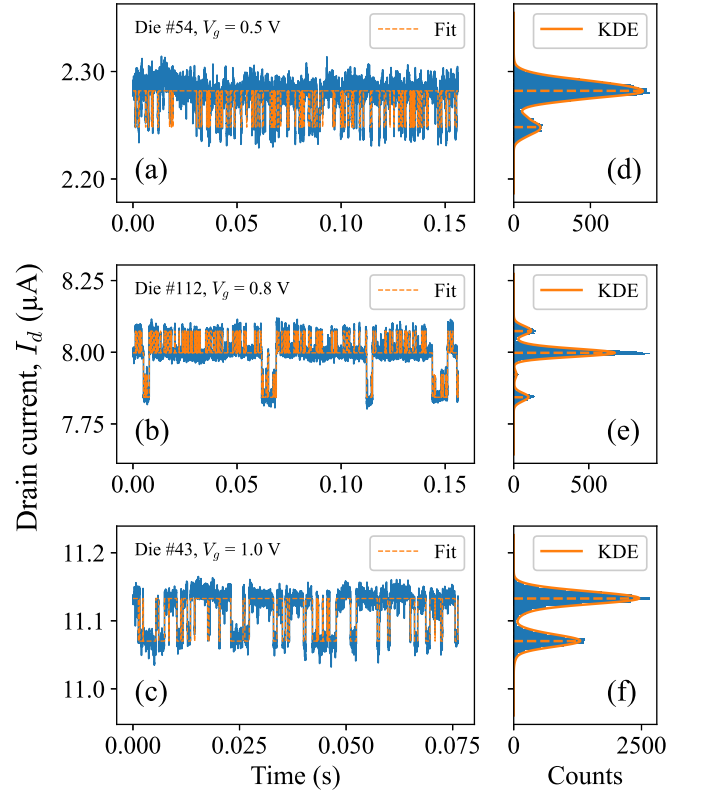 Die #54, V_g = 0.5 V
Fit
KDE
2.30
2.20
(a)
(d)
0.00 0.05 0.10 0.15
0 500
Drain current, I_d (μA)
8.25
Die #112, V_g = 0.8 V
Fit
KDE
8.00
7.75
(b)
(e)
0.00 0.05 0.10 0.15
0 500
11.2
Die #43, V_g = 1.0 V
Fit
KDE
11.1
11.0
(c)
(f)
0.000 0.025 0.050 0.075
0 2500
Time (s)
Counts